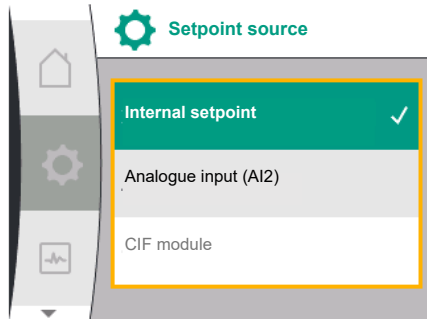 Setpoint source
Internal setpoint
Analogue input (AI2)
CIF module